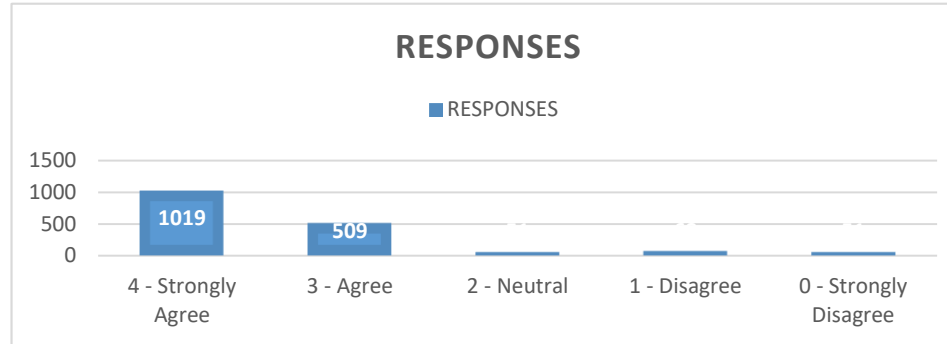 RESPONSES
RESPONSES
1500
1000
500
0
1019
509
4 - Strongly
Agree
3 - Agree
2 - Neutral
1 - Disagree
0 - Strongly
Disagree